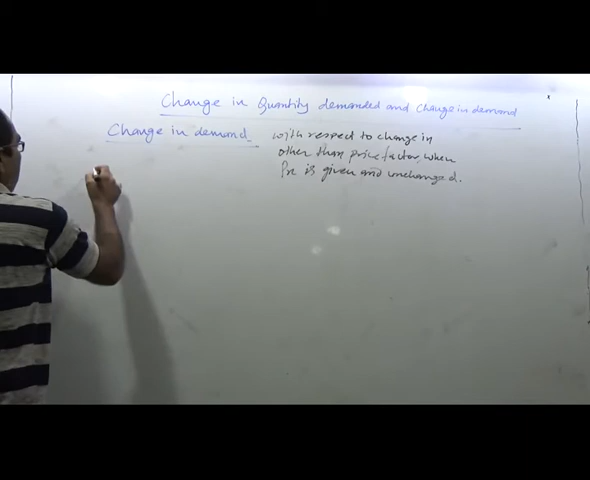 Change in Quantity demanded and Change in demand
Change in demand with respect to change in
other than price factor, when
Px is given and unchanged.